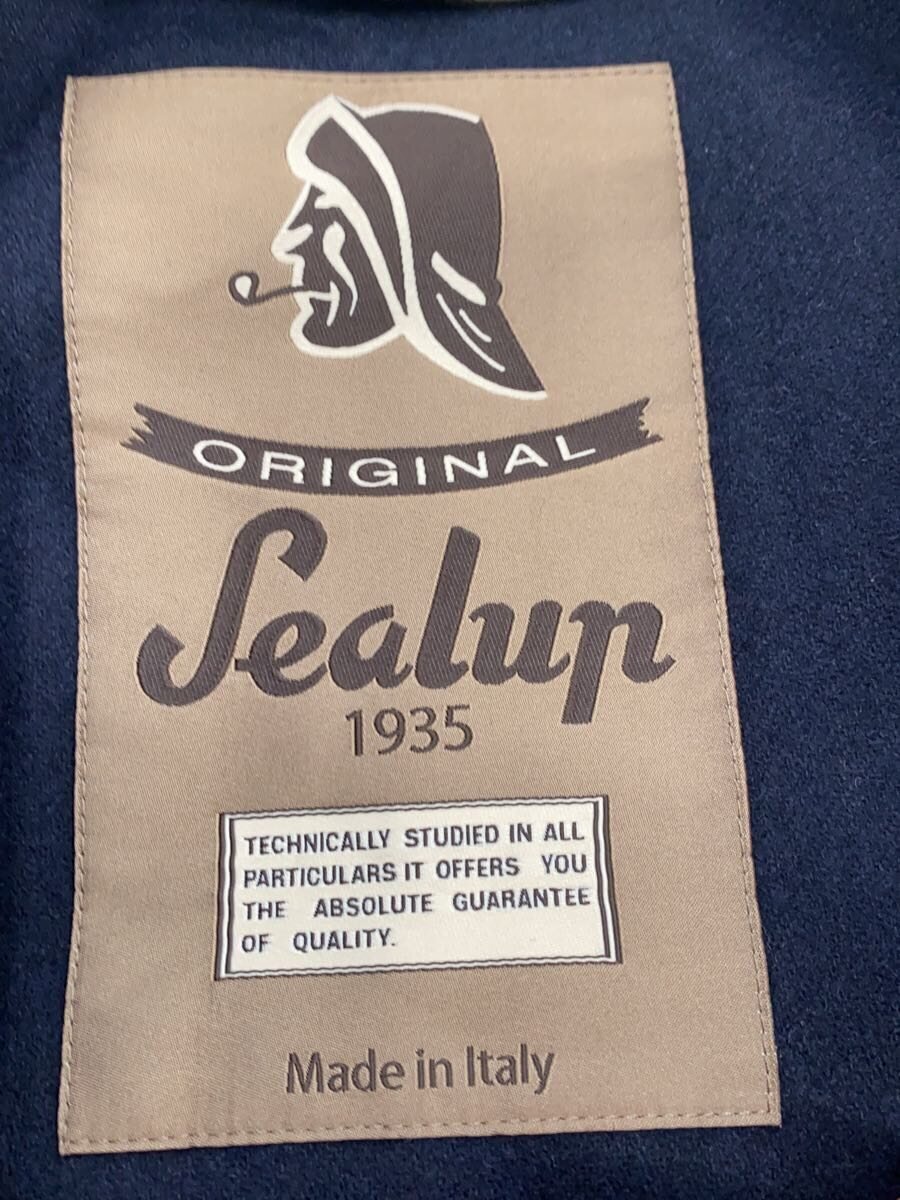 ORIGINAL
Sealup
1935
TECHNICALLY STUDIED IN ALL
PARTICULARS IT OFFERS YOU
THE ABSOLUTE GUARANTEE
OF QUALITY.
Made in Italy